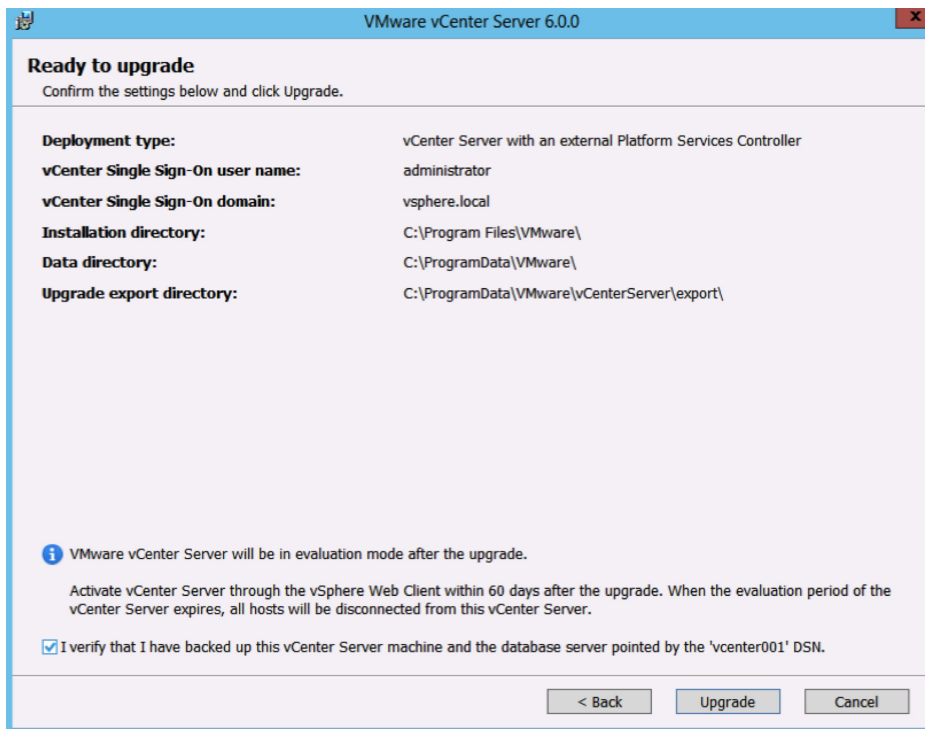 VMware vCenter Server 6.0.0
x
Ready to upgrade
Confirm the settings below and click Upgrade.
Deployment type: vCenter Server with an external Platform Services Controller
vCenter Single Sign-On user name: administrator
vCenter Single Sign-On domain: vsphere.local
Installation directory: C:\Program Files\VMware\
Data directory: C:\ProgramData\VMware\
Upgrade export directory: C:\ProgramData\VMware\vCenterServer\export\
VMware vCenter Server will be in evaluation mode after the upgrade.
Activate vCenter Server through the vSphere Web Client within 60 days after the upgrade. When the evaluation period of the
vCenter Server expires, all hosts will be disconnected from this vCenter Server.
I verify that I have backed up this vCenter Server machine and the database server pointed by the 'vcenter001' DSN.
< Back Upgrade Cancel